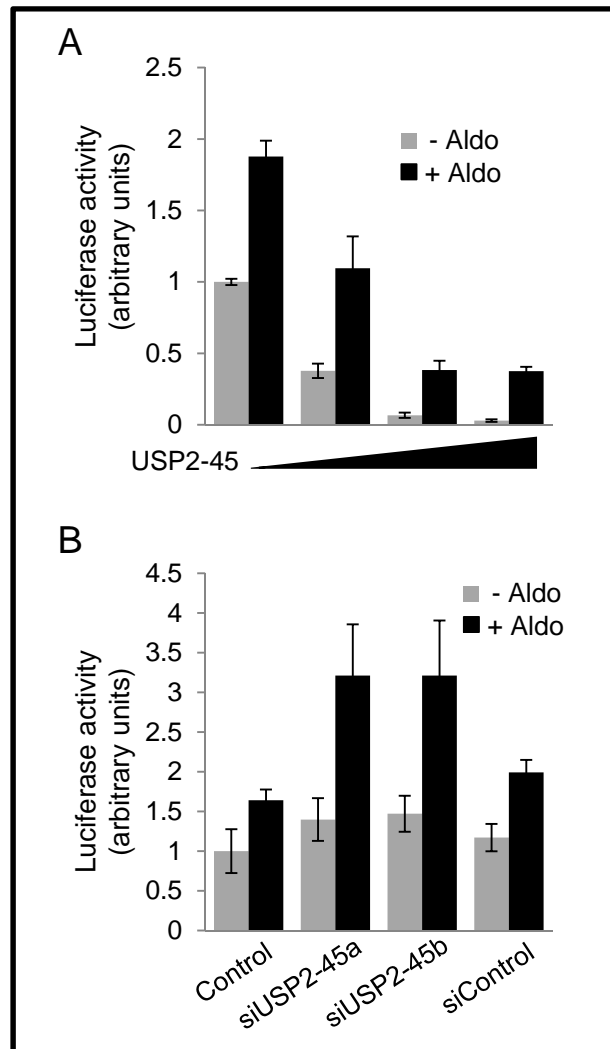 A
2.5
2
1.5
1
0.5
0
Luciferase activity
(arbitrary units)
- Aldo
+ Aldo
USP2-45
B
4.5
4
3.5
3
2.5
2
1.5
1
0.5
0
Luciferase activity
(arbitrary units)
- Aldo
+ Aldo
Control
siUSP2-45a
siUSP2-45b
siControl